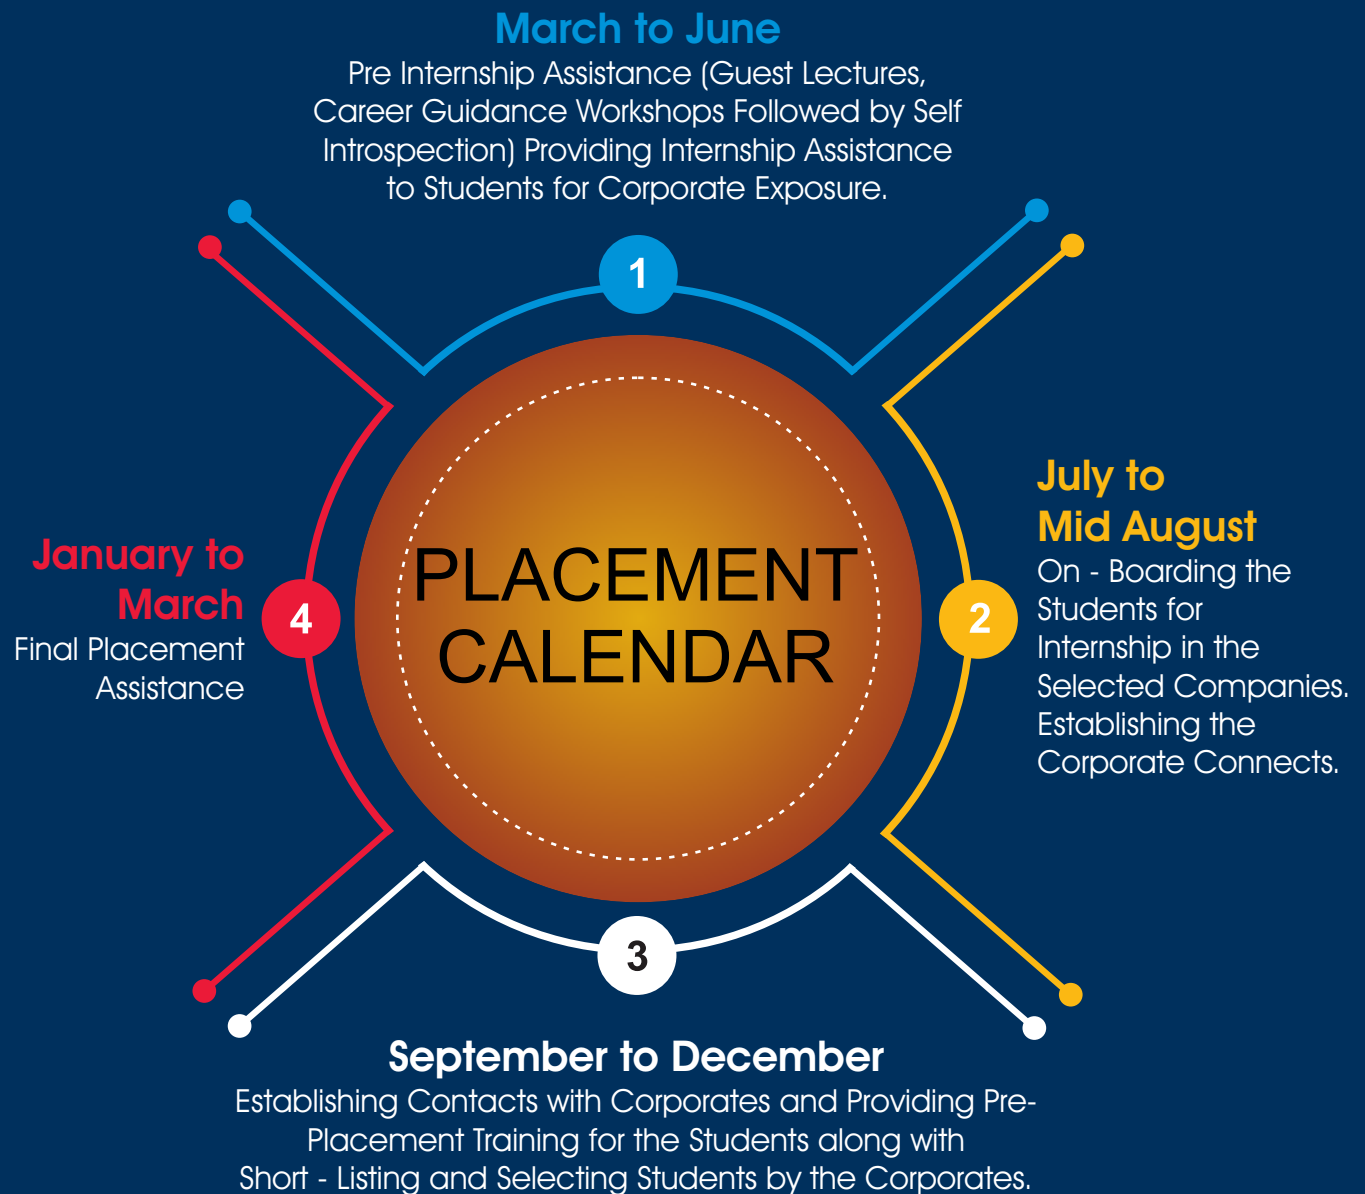 March to June
Pre Internship Assistance (Guest Lectures,
Career Guidance Workshops Followed by Self
Introspection) Providing Internship Assistance
to Students for Corporate Exposure.
1
July to
Mid August
On - Boarding the
Students for
Internship in the
Selected Companies.
Establishing the
Corporate Connects.
2
PLACEMENT
CALENDAR
January to
March
Final Placement
Assistance
4
3
September to December
Establishing Contacts with Corporates and Providing Pre-
Placement Training for the Students along with
Short - Listing and Selecting Students by the Corporates.